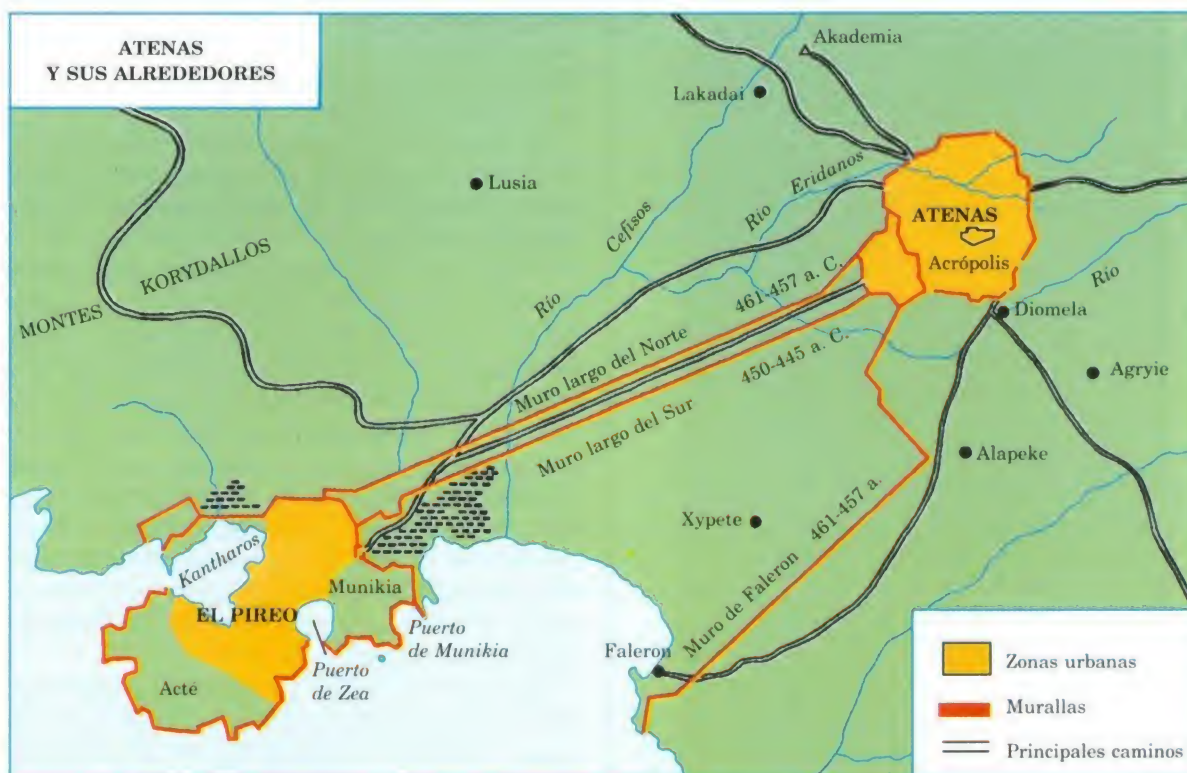 ATENAS
Y SUS ALREDEDORES
Akademia
Lakadai
Lusia
Río Cefisos
Río Eridanos
ATENAS
Acrópolis
Río
Diomela
Agryie
Alapeke
MONTES KORYDALLOS
Muro largo del Norte 461-457 a. C.
Muro largo del Sur 450-445 a. C.
Xypete
Muro de Faleron 461-457 a.
Kantharos
Munikia
EL PIREO
Puerto
de Munikia
Puerto
de Zea
Acté
Faleron
Zonas urbanas
Murallas
Principales caminos